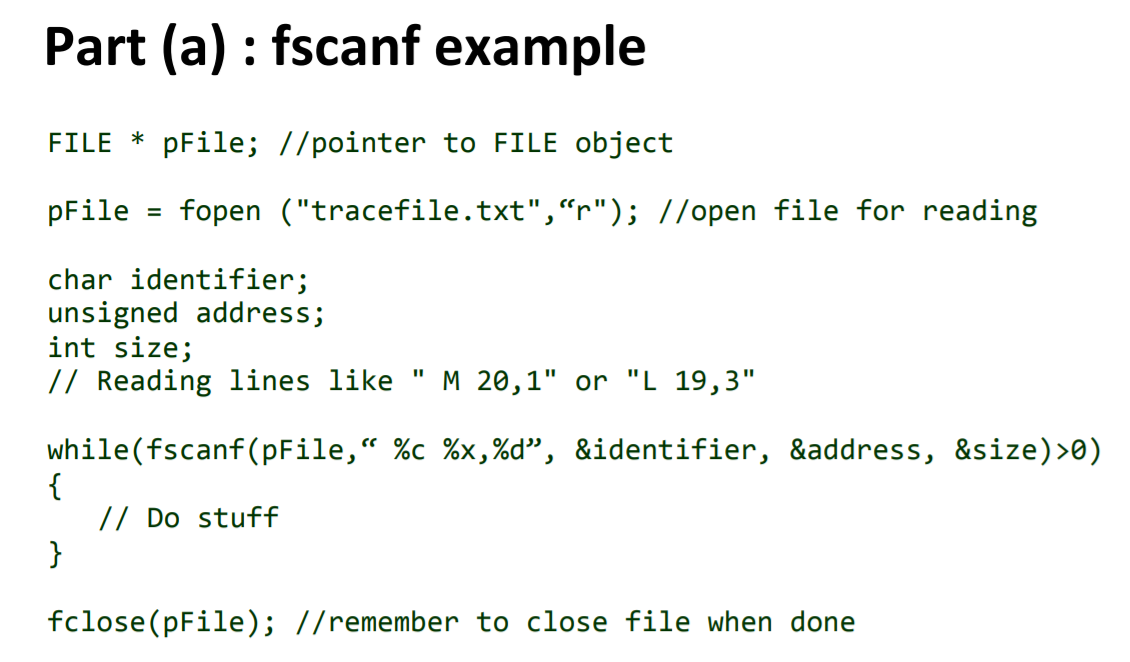 Part (a) : fscanf example
FILE * pFile; //pointer to FILE object
pFile = fopen ("tracefile.txt",“r"); //open file for reading
char identifier;
unsigned address;
int size;
// Reading lines like " M 20,1" or "L 19,3"
while(fscanf(pFile,“ %c %x,%d”, &identifier, &address, &size)>0)
{
// Do stuff
}
fclose(pFile); //remember to close file when done